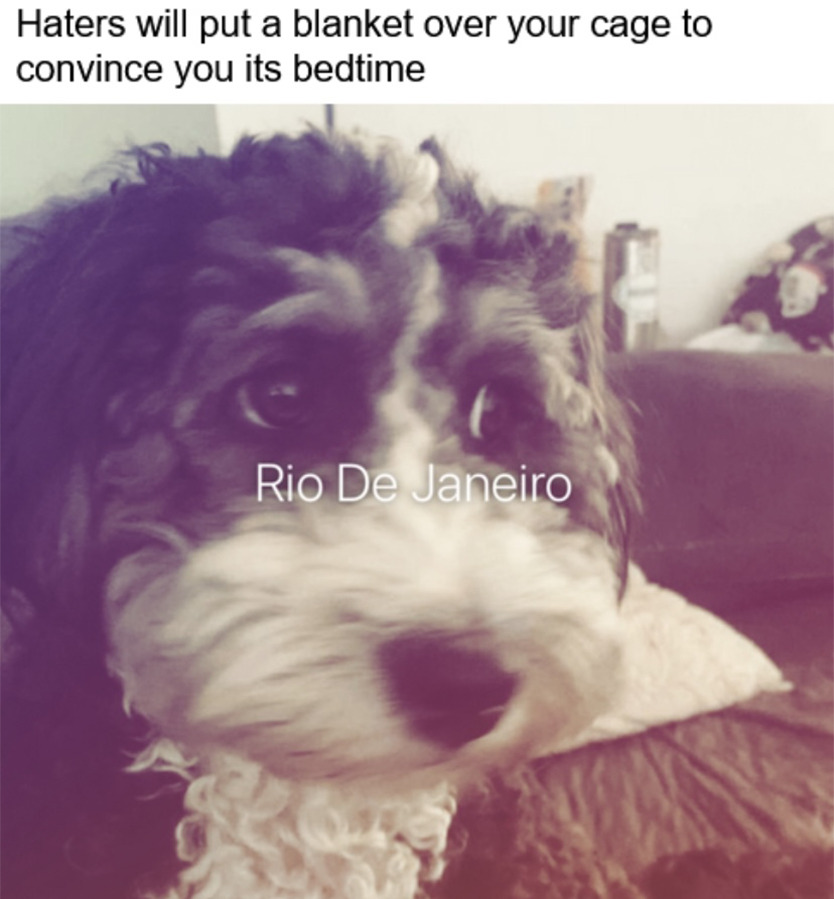 Haters will put a blanket over your cage to
convince you its bedtime
Rio De Janeiro